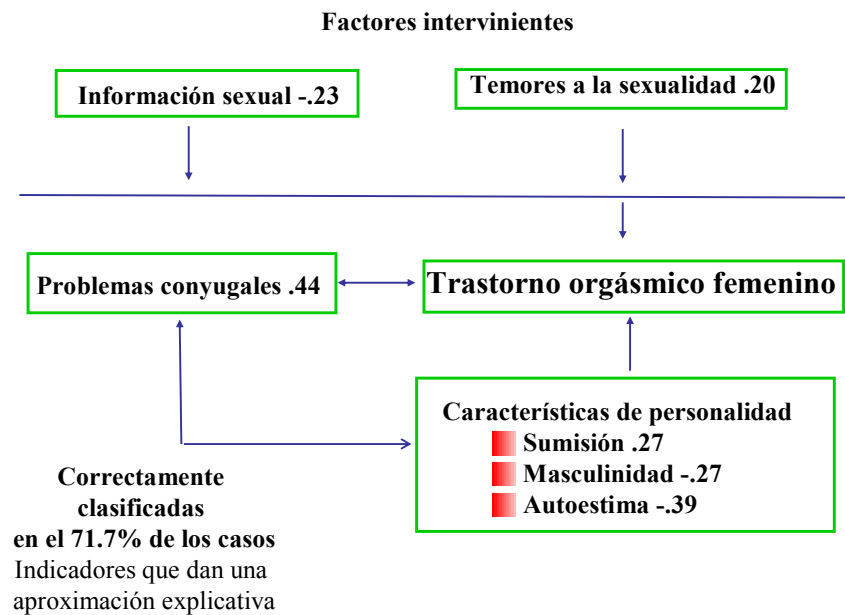 Factores intervinientes
Información sexual -.23
Temores a la sexualidad .20
Problemas conyugales .44
Trastorno orgásmico femenino
Características de personalidad
Sumisión .27
Masculinidad -.27
Autoestima -.39
Correctamente
clasificadas
en el 71.7% de los casos
Indicadores que dan una
aproximación explicativa